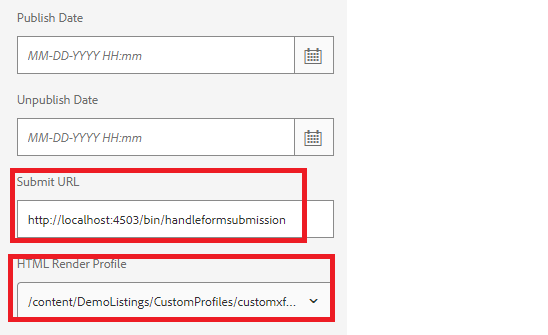 Publish Date
MM-DD-YYYY HH:mm
Unpublish Date
MM-DD-YYYY HH:mm
Submit URL
http://localhost:4503/bin/handleformsubmission
HTML Render Profile
/content/DemoListings/CustomProfiles/customxf...